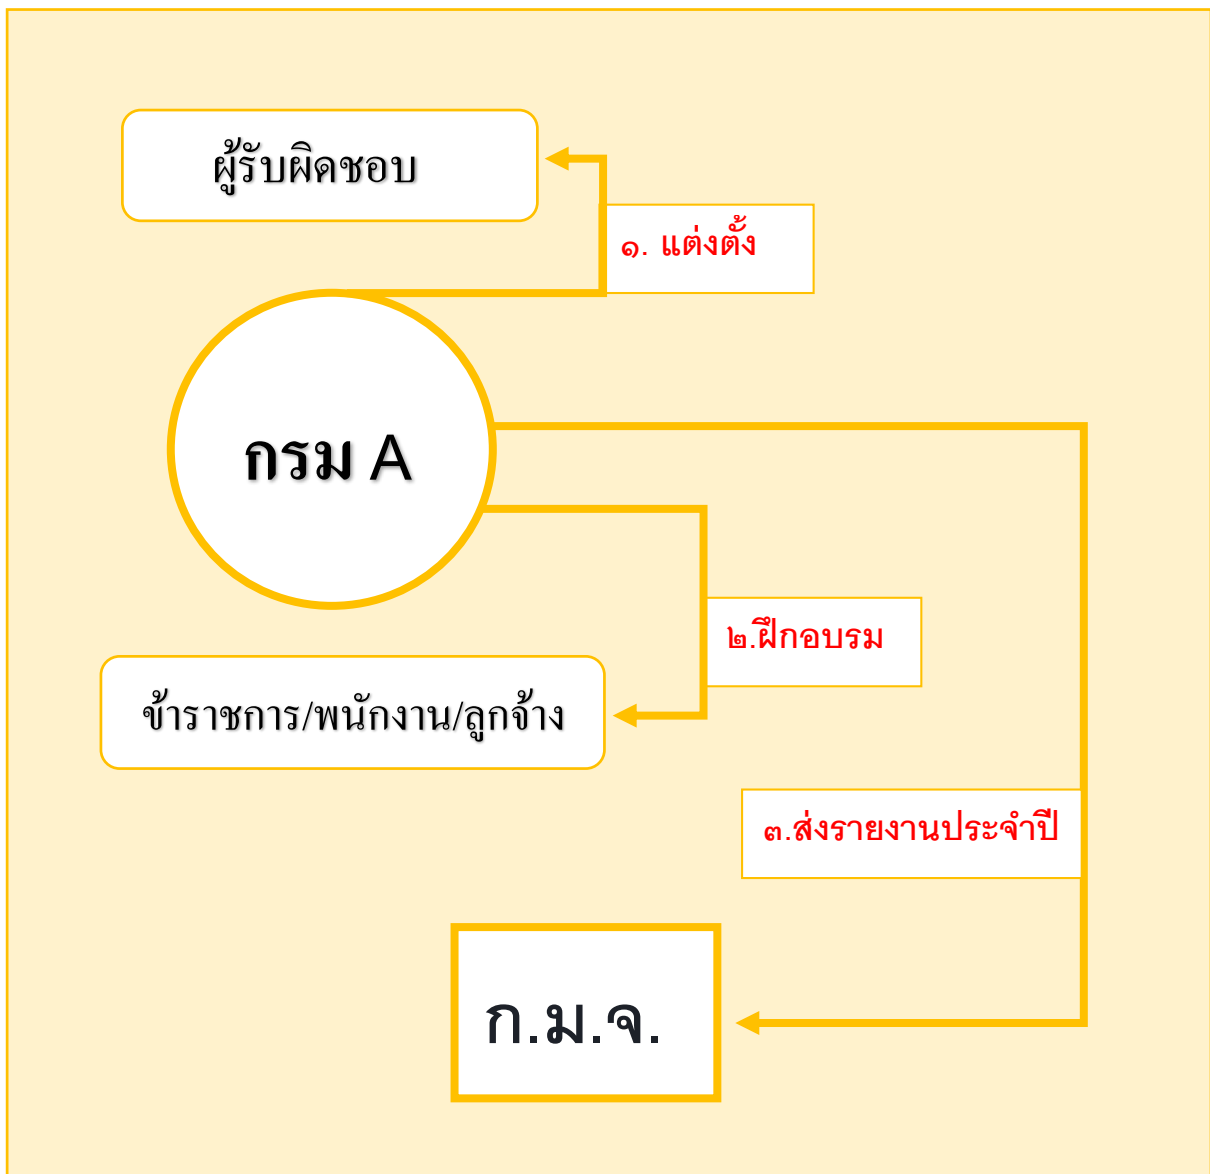 ผู้รับผิดชอบ
๑. แต่งตั้ง
กรม A
๒.ฝึกอบรม
ข้าราชการ/พนักงาน/ลูกจ้าง
๓.ส่งรายงานประจำปี
ก.ม.จ.